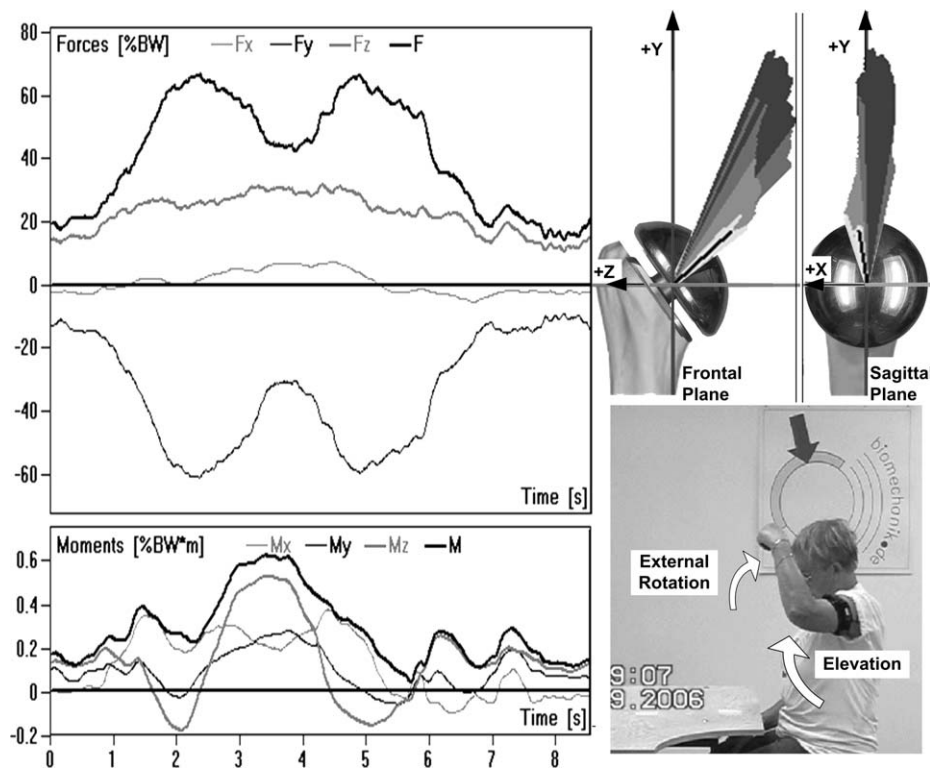 80
Forces [%BW] Fx Fy Fz F
60
40
20
0
-20
-40
-60
Time [s]
Moments [%BW*m] Mx My Mz M
0.6
0.4
0.2
0
-0.2
Time [s]
0 1 2 3 4 5 6 7 8
+Y
+Z
Frontal
Plane
+Y
+X
Sagittal
Plane
biomechanik.de
External
Rotation
Elevation
9:07
9.2006